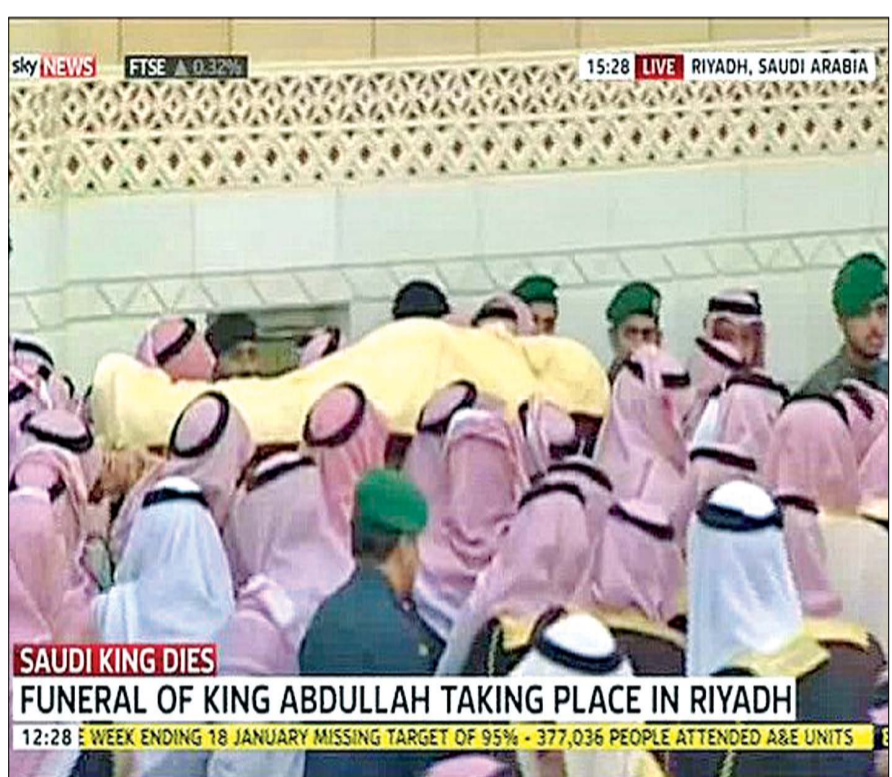 sky NEWS FTSE ▲ 0.32% 15:28 LIVE RIYADH, SAUDI ARABIA
SAUDI KING DIES
FUNERAL OF KING ABDULLAH TAKING PLACE IN RIYADH
12:28 WEEK ENDING 18 JANUARY MISSING TARGET OF 95% - 377,036 PEOPLE ATTENDED A&E UNITS